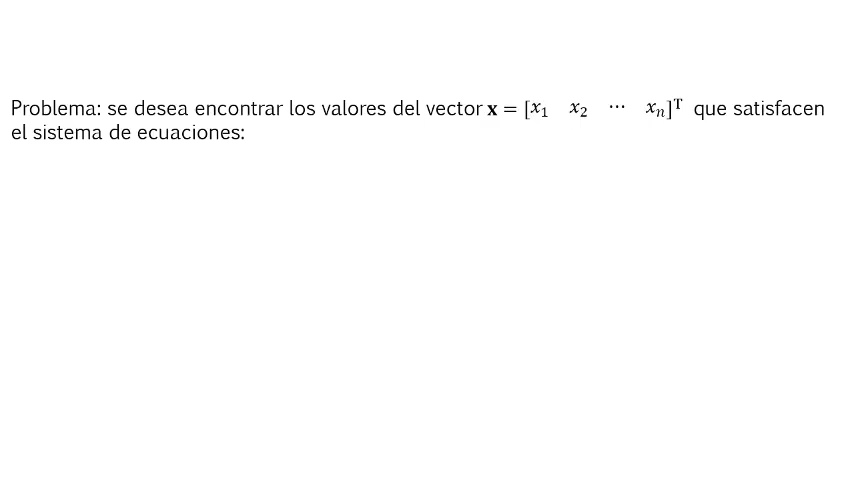 Problema: se desea encontrar los valores del vector 𝐱 = [𝑥₁ 𝑥₂ ⋯ 𝑥ₙ]ᵀ que satisfacen
el sistema de ecuaciones: